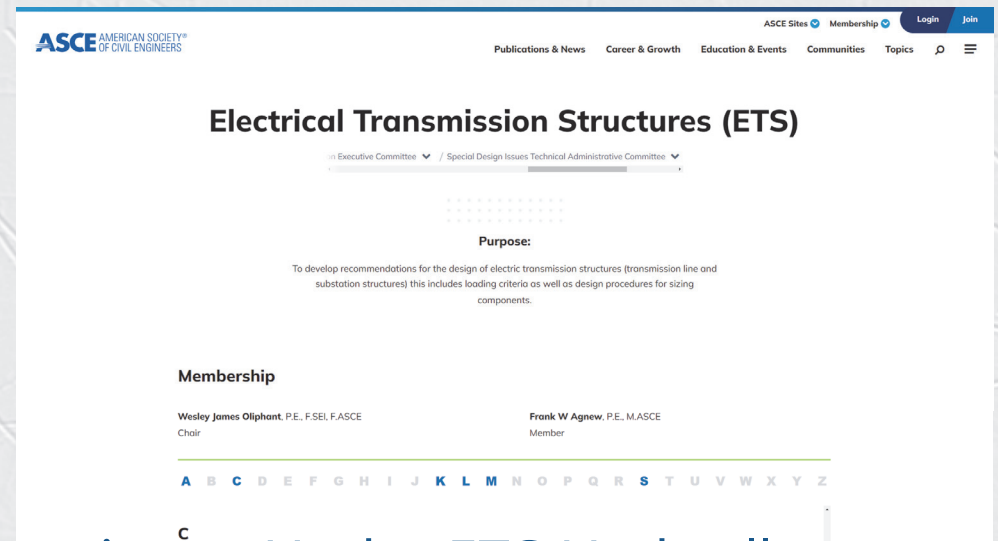 ASCE Sites Membership Login Join
ASCE AMERICAN SOCIETY®
OF CIVIL ENGINEERS
Publications & News Career & Growth Education & Events Communities Topics
Electrical Transmission Structures (ETS)
Executive Committee / Special Design Issues Technical Administrative Committee
Purpose:
To develop recommendations for the design of electric transmission structures (transmission line and
substation structures) this includes loading criteria as well as design procedures for sizing
components.
Membership
Wesley James Oliphant, P.E., F.SEI, F.ASCE
Chair
Frank W Agnew, P.E., M.ASCE
Member
A B C D E F G H I J K L M N O P Q R S T U V W X Y Z
C